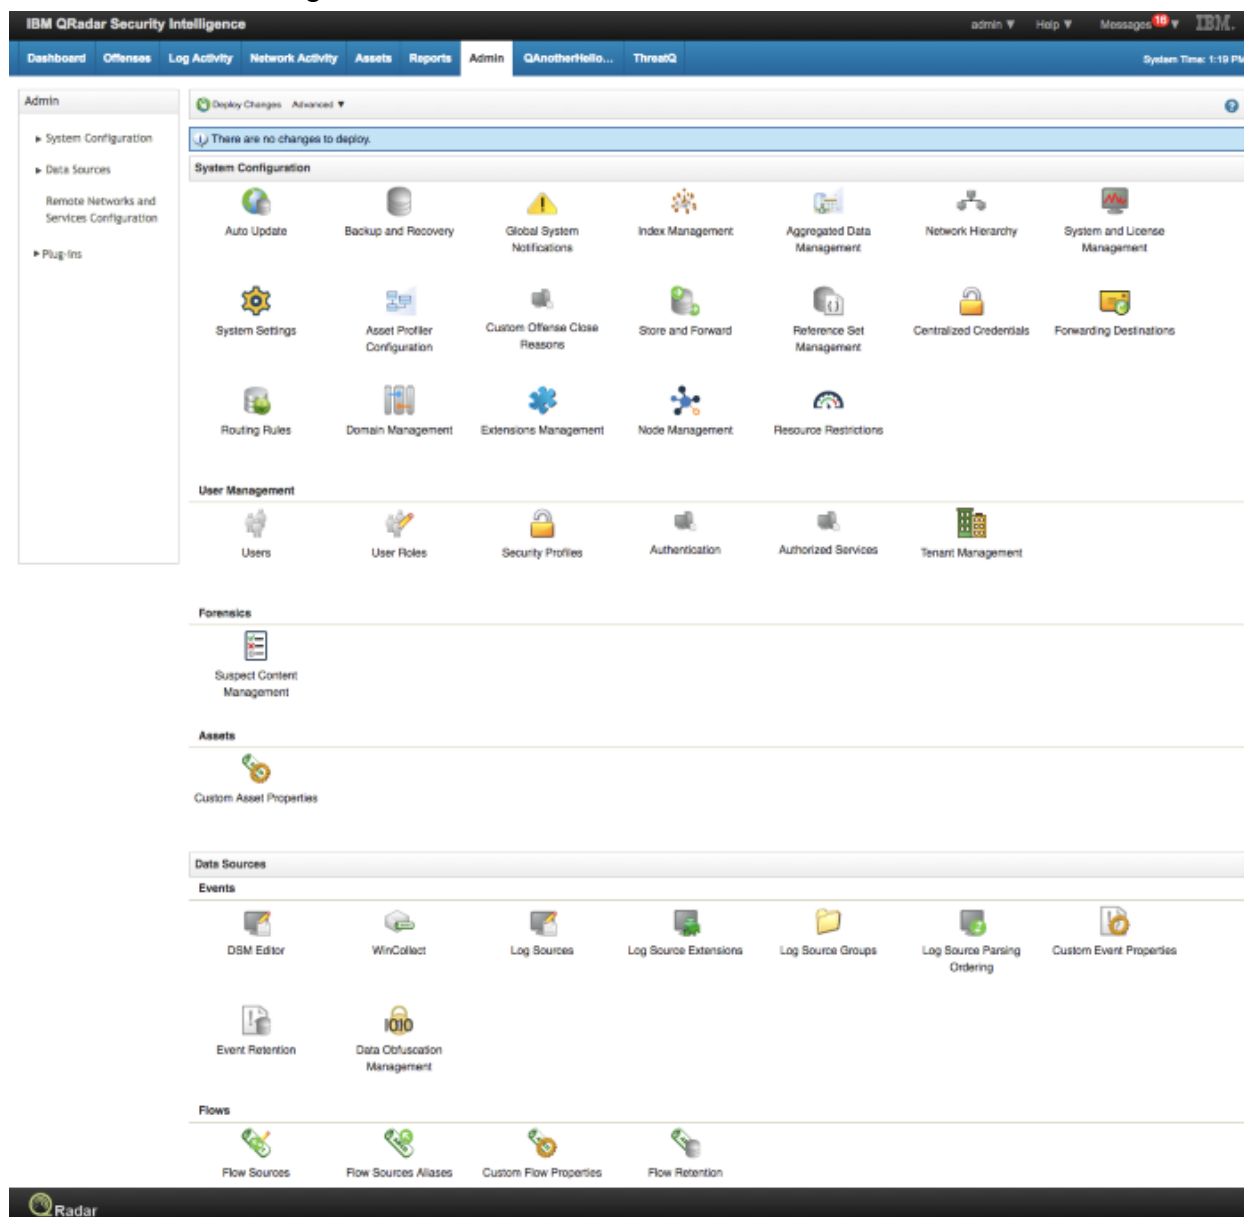 IBM QRadar Security Intelligence
admin ▼ Help ▼ Messages 18 ▼ IBM.
Dashboard Offenses Log Activity Network Activity Assets Reports Admin QAnotherHello... ThreatQ System Time: 1:19 PM
Admin
Deploy Changes Advanced ▼
System Configuration
Data Sources
Remote Networks and
Services Configuration
Plug-ins
There are no changes to deploy.
System Configuration
Auto Update
Backup and Recovery
Global System
Notifications
Index Management
Aggregated Data
Management
Network Hierarchy
System and License
Management
System Settings
Asset Profiler
Configuration
Custom Offense Close
Reasons
Store and Forward
Reference Set
Management
Centralized Credentials
Forwarding Destinations
Routing Rules
Domain Management
Extensions Management
Node Management
Resource Restrictions
User Management
Users
User Roles
Security Profiles
Authentication
Authorized Services
Tenant Management
Forensics
Suspect Content
Management
Assets
Custom Asset Properties
Data Sources
Events
DSM Editor
WinCollect
Log Sources
Log Source Extensions
Log Source Groups
Log Source Parsing
Ordering
Custom Event Properties
Event Retention
Data Obfuscation
Management
Flows
Flow Sources
Flow Sources Aliases
Custom Flow Properties
Flow Retention
QRadar